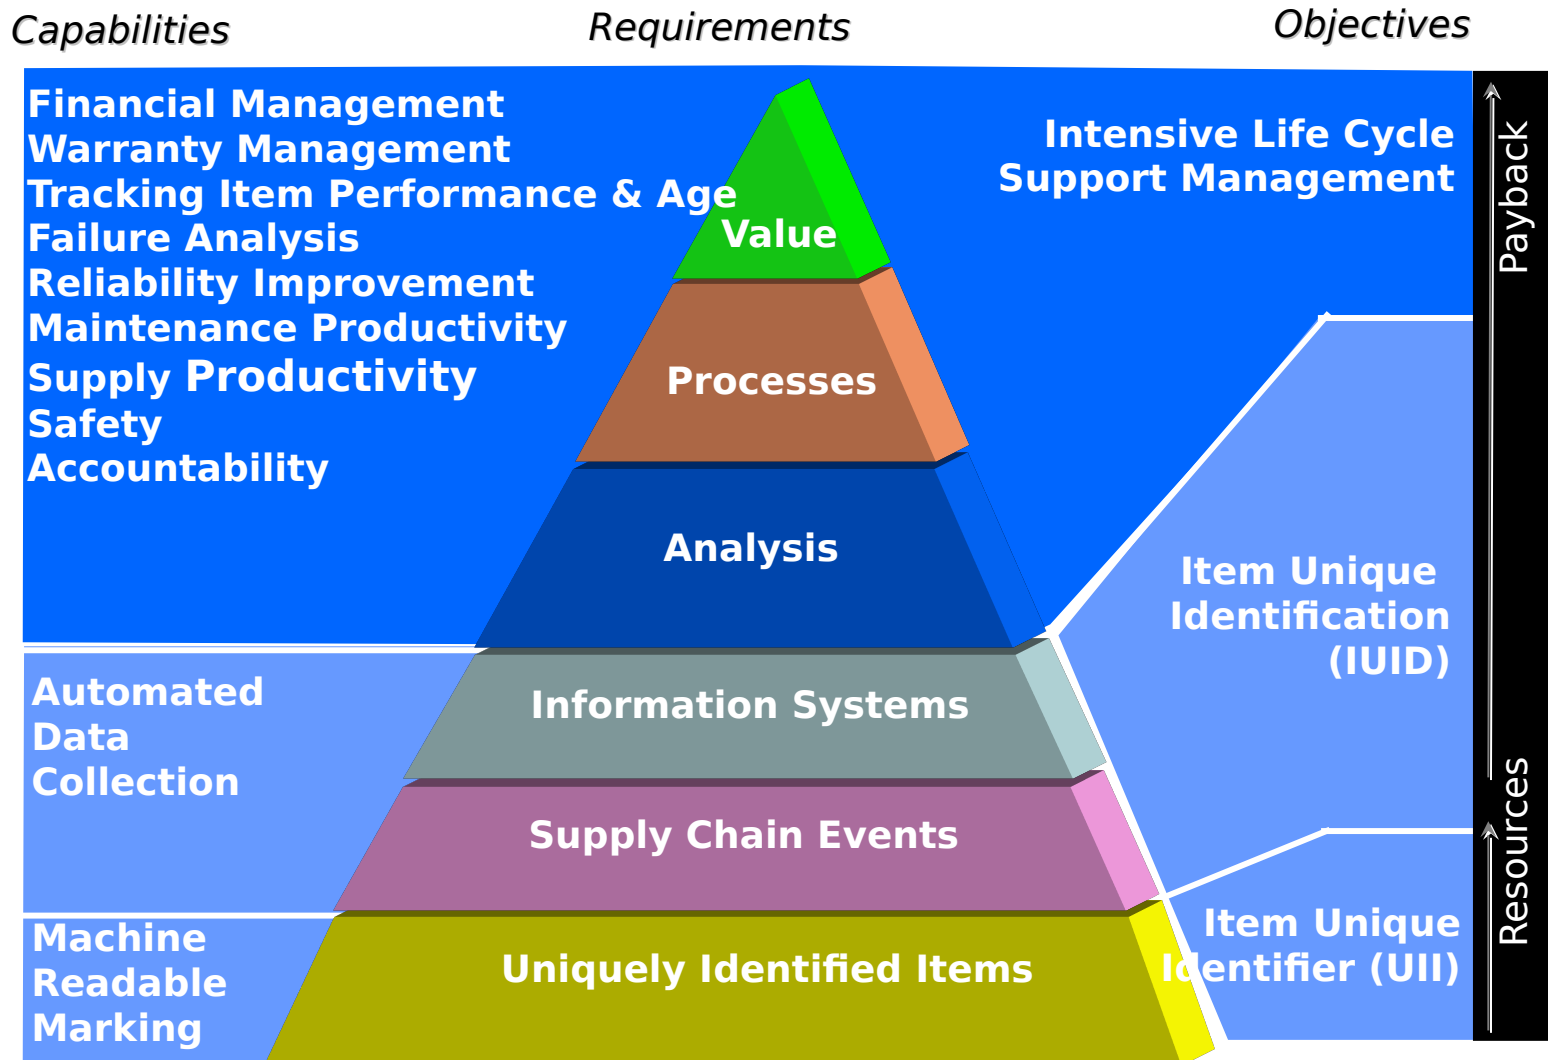 Capabilities
Requirements
Objectives
Financial Management
Warranty Management
Tracking Item Performance & Age
Failure Analysis
Reliability Improvement
Maintenance Productivity
Supply Productivity
Safety
Accountability
Automated
Data
Collection
Machine
Readable
Marking
Value
Processes
Analysis
Information Systems
Supply Chain Events
Uniquely Identified Items
Intensive Life Cycle
Support Management
Item Unique
Identification
(IUID)
Item Unique
Identifier (UII)
Payback
Resources